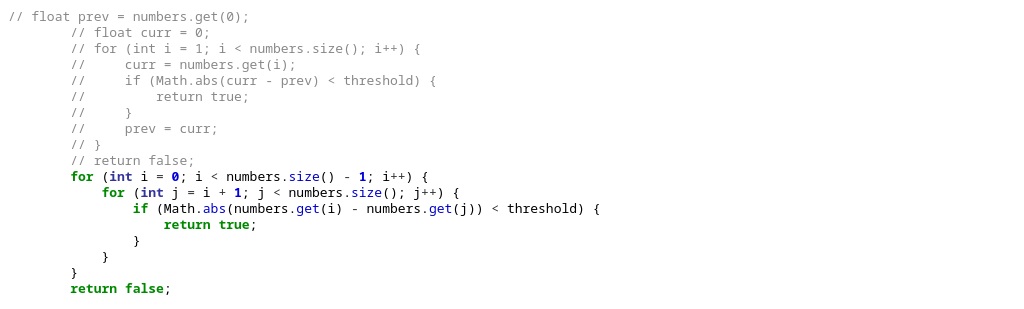 // float prev = numbers.get(0);
        // float curr = 0;
        // for (int i = 1; i < numbers.size(); i++) {
        //     curr = numbers.get(i);
        //     if (Math.abs(curr - prev) < threshold) {
        //         return true;
        //     }
        //     prev = curr;
        // }
        // return false;
        for (int i = 0; i < numbers.size() - 1; i++) {
            for (int j = i + 1; j < numbers.size(); j++) {
                if (Math.abs(numbers.get(i) - numbers.get(j)) < threshold) {
                    return true;
                }
            }
        }
        return false;